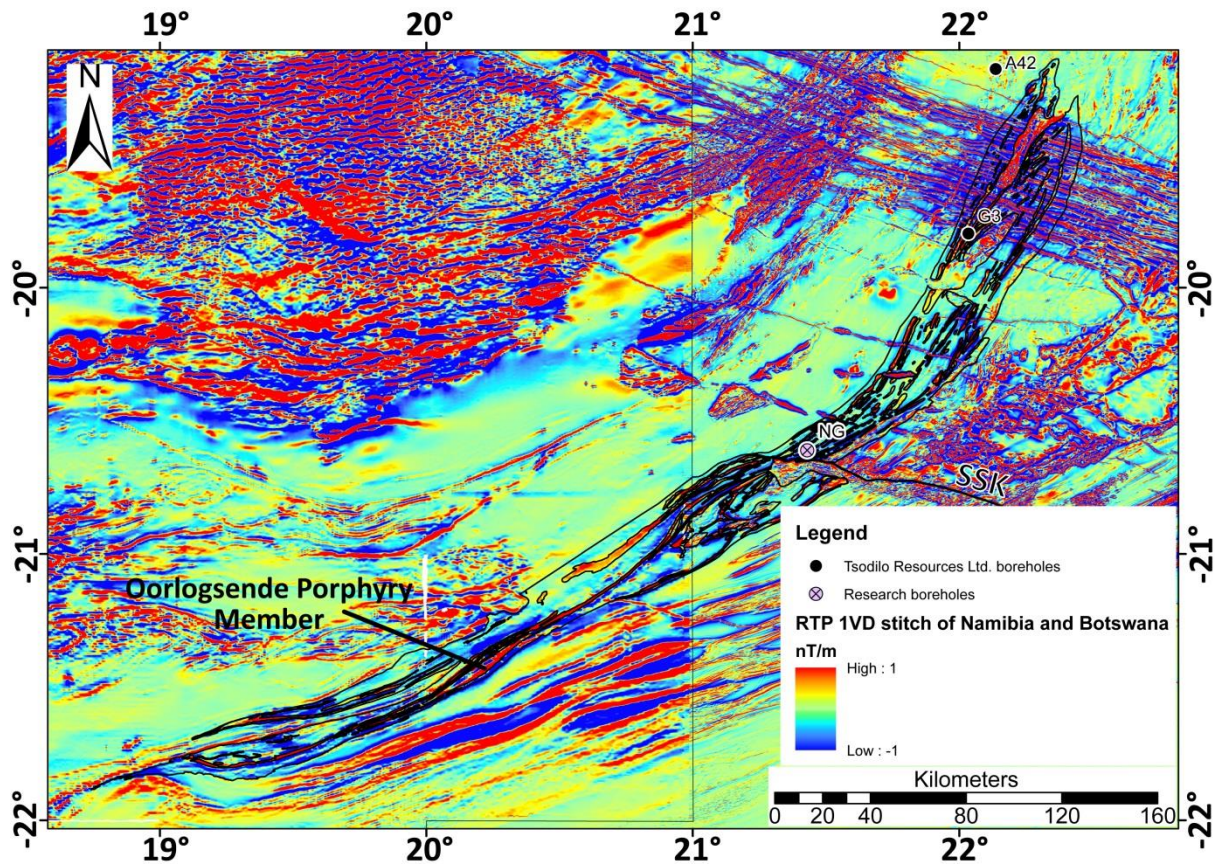 19° 20° 21° 22°
N
A42
G3
-20° -20°
NG
SSK
-21° -21°
Oorlogsende Porphyry
Member
Legend
Tsodilo Resources Ltd. boreholes
Research boreholes
RTP 1VD stitch of Namibia and Botswana
nT/m
High : 1
Low : -1
Kilometers
0 20 40 80 120 160
-22° -22°
19° 20° 21° 22°